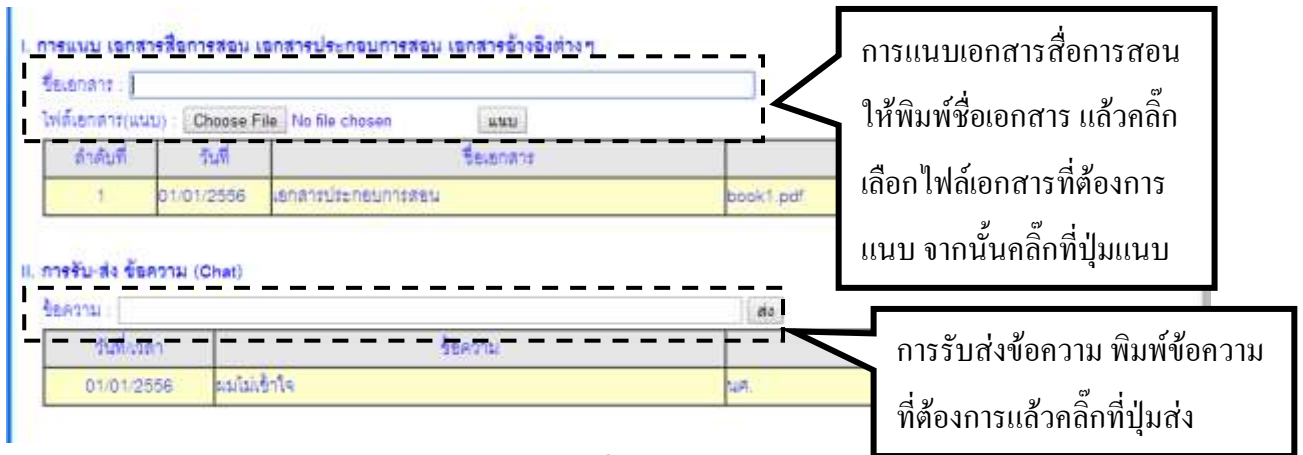 I. การแนบ เอกสารสื่อการสอน เอกสารประกอบการสอน เอกสารอ้างอิงต่างๆ
ชื่อเอกสาร :
ไฟล์เอกสาร(แนบ) : Choose File No file chosen แนบ
ลำดับที่ วันที่ ชื่อเอกสาร
1 01/01/2556 เอกสารประกอบการสอน book1.pdf
การแนบเอกสารสื่อการสอน
ให้พิมพ์ชื่อเอกสาร แล้วคลิ๊ก
เลือกไฟล์เอกสารที่ต้องการ
แนบ จากนั้นคลิ๊กที่ปุ่มแนบ
II. การรับ-ส่ง ข้อความ (Chat)
ข้อความ : ส่ง
วันที่/เวลา ข้อความ
01/01/2556 ผมไม่เข้าใจ นศ.
การรับส่งข้อความ พิมพ์ข้อความ
ที่ต้องการแล้วคลิ๊กที่ปุ่มส่ง